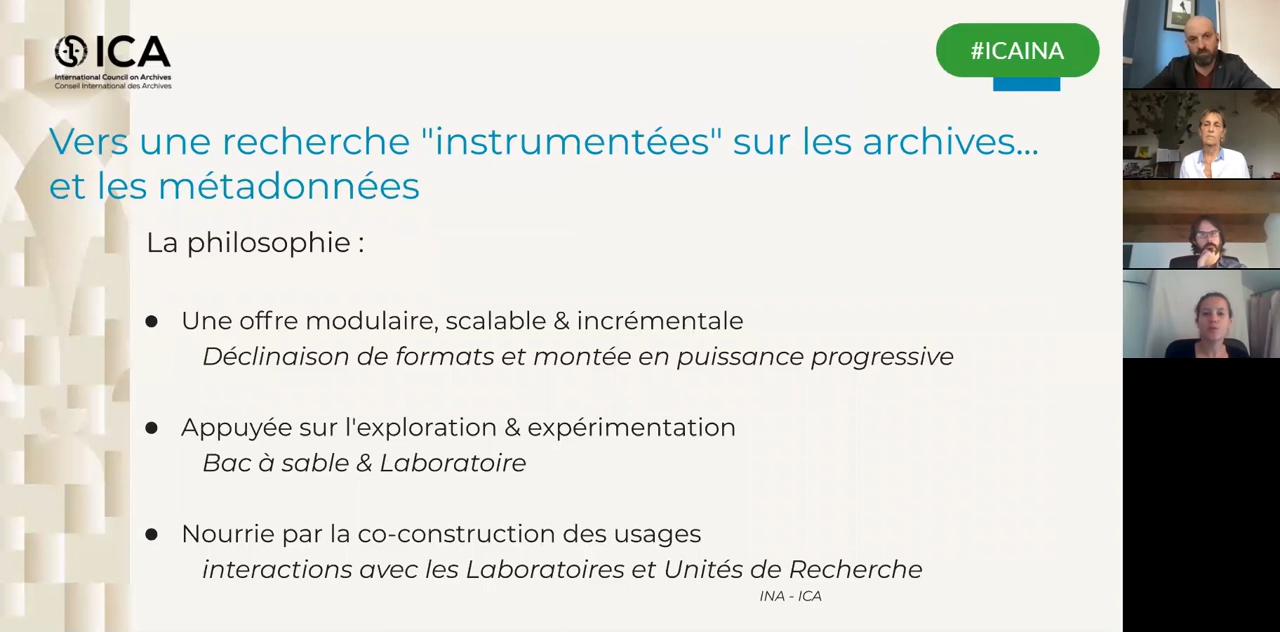 ICA
International Council on Archives
Conseil International des Archives
#ICAINA
Vers une recherche "instrumentées" sur les archives...
et les métadonnées
La philosophie :
● Une offre modulaire, scalable & incrémentale
Déclinaison de formats et montée en puissance progressive
● Appuyée sur l'exploration & expérimentation
Bac à sable & Laboratoire
● Nourrie par la co-construction des usages
interactions avec les Laboratoires et Unités de Recherche
INA - ICA